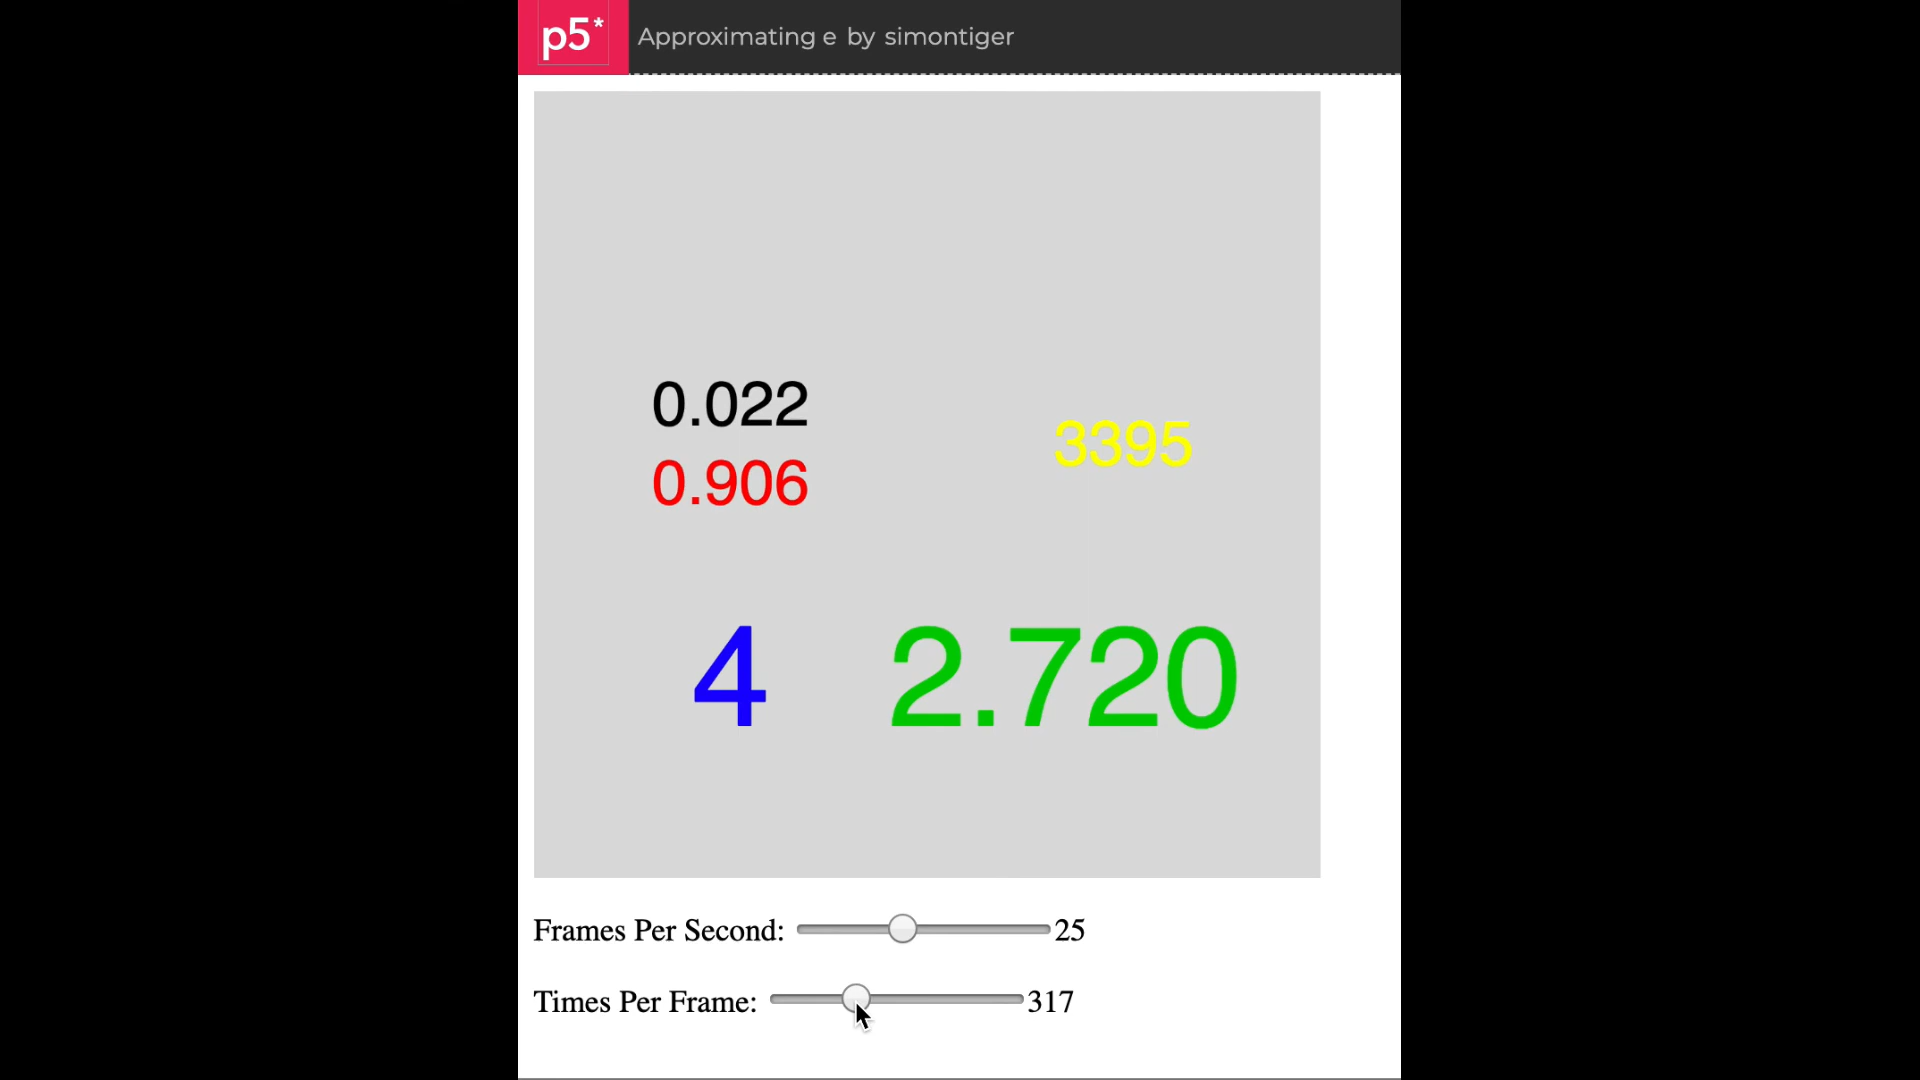 p5* Approximating e by simontiger
0.022
3395
0.906
4 2.720
Frames Per Second: 25
Times Per Frame: 317